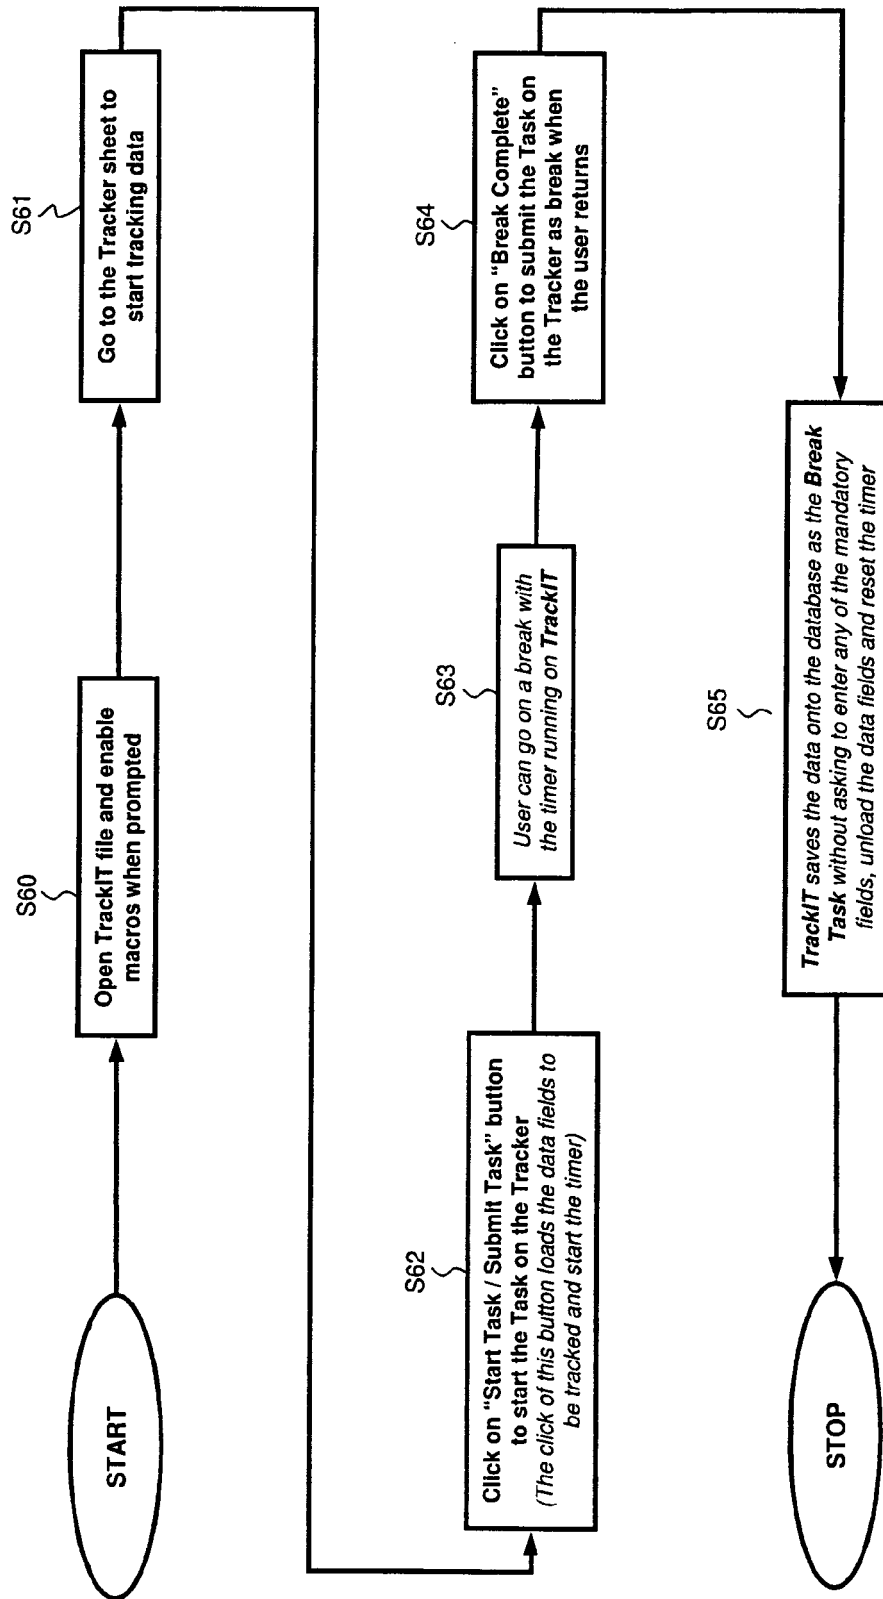 START
S60
Open TrackIT file and enable
macros when prompted
S61
Go to the Tracker sheet to
start tracking data
S62
Click on “Start Task / Submit Task” button
to start the Task on the Tracker
(The click of this button loads the data fields to
be tracked and start the timer)
S63
User can go on a break with
the timer running on TrackIT
S64
Click on “Break Complete”
button to submit the Task on
the Tracker as break when
the user returns
S65
TrackIT saves the data onto the database as the Break
Task without asking to enter any of the mandatory
fields, unload the data fields and reset the timer
STOP